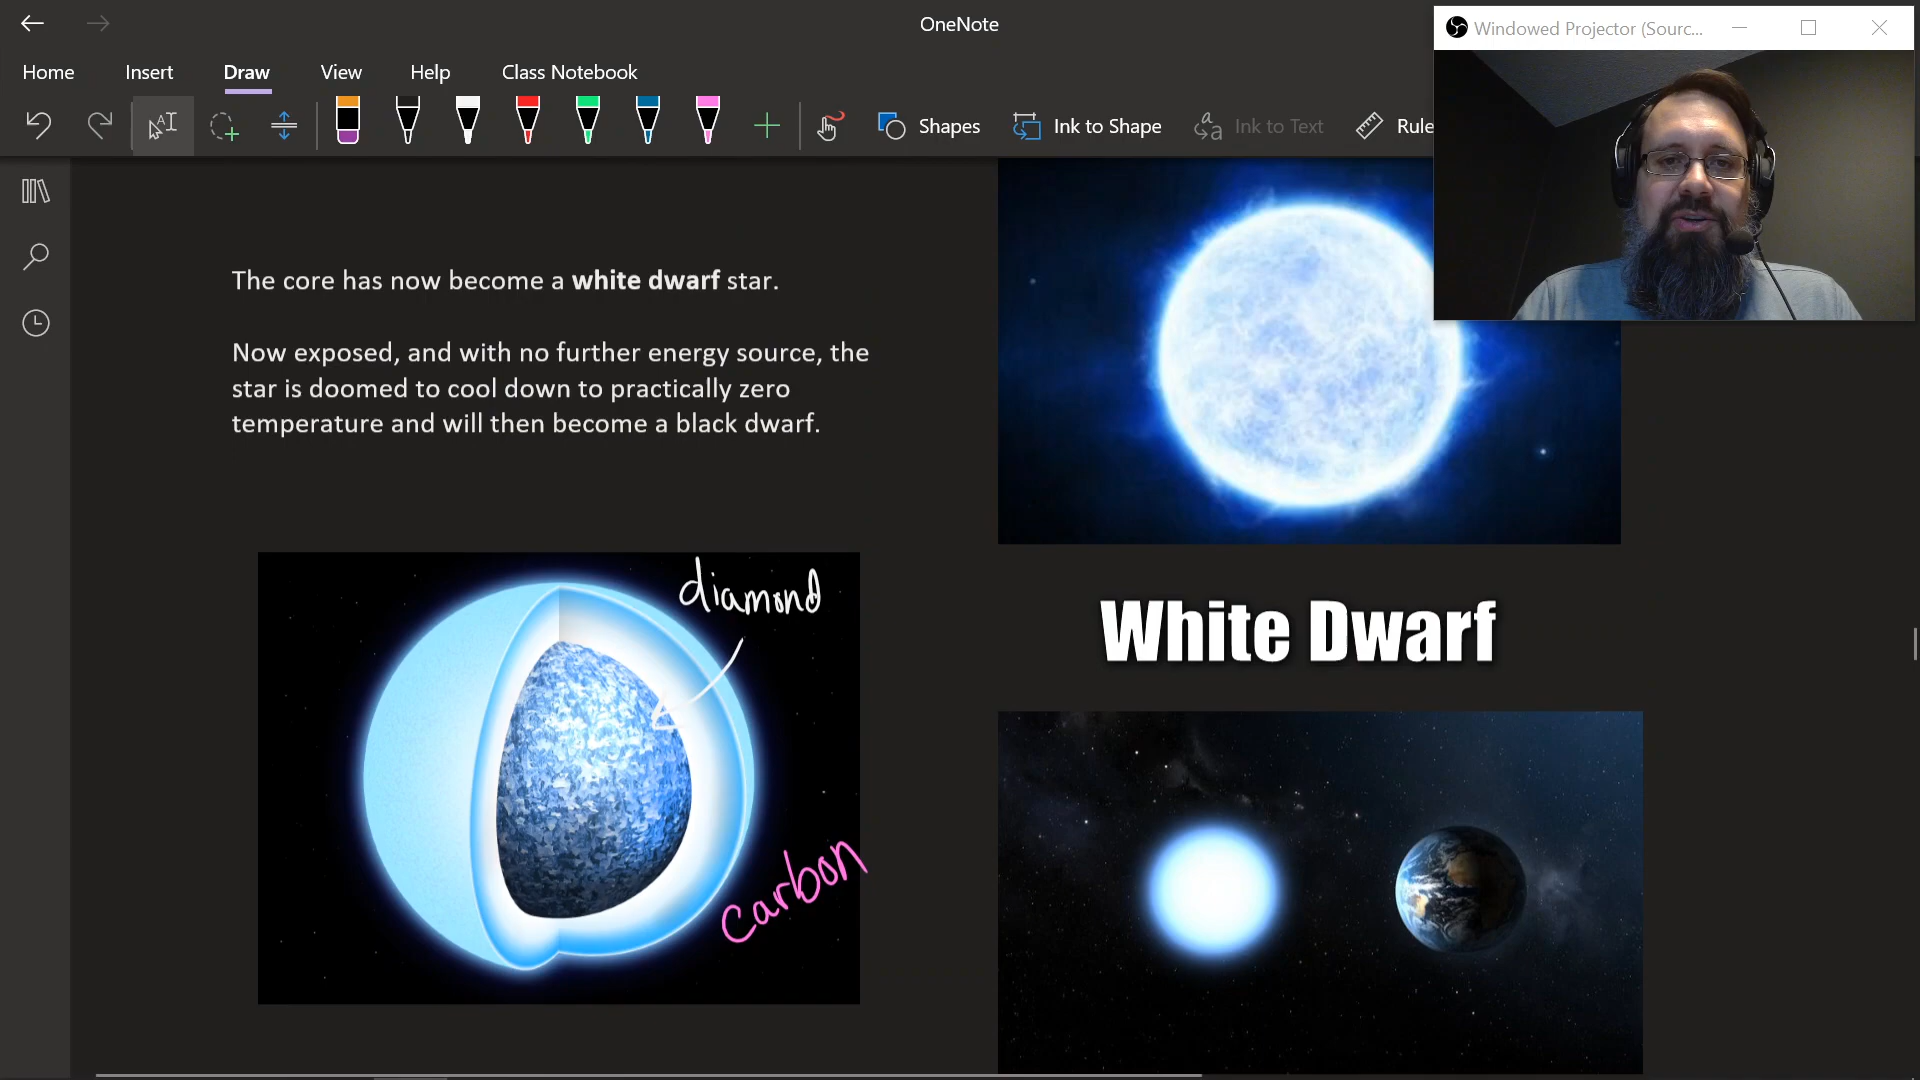 OneNote
Windowed Projector (Sourc...
Home Insert Draw View Help Class Notebook
Shapes Ink to Shape Ink to Text Rule
The core has now become a white dwarf star.
Now exposed, and with no further energy source, the
star is doomed to cool down to practically zero
temperature and will then become a black dwarf.
diamond
carbon
White Dwarf